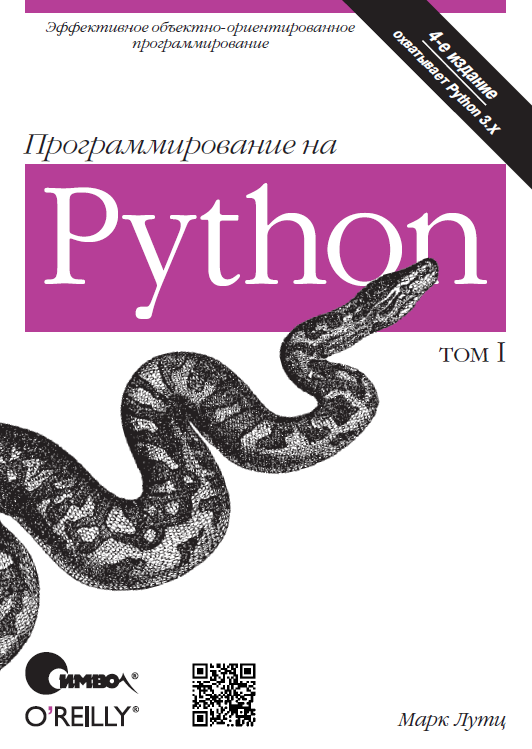 Эффективное объектно-ориентированное
программирование
4-е издание
охватывает Python 3.X
Программирование на
Python
том I
СИМВОЛ®
O'REILLY®
Марк Лутц